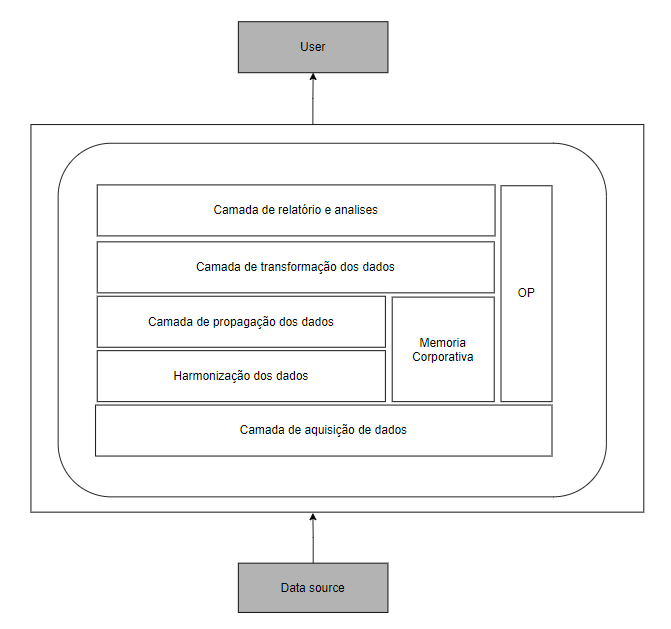 User
Camada de relatório e analises
Camada de transformação dos dados
OP
Camada de propagação dos dados
Memoria
Corporativa
Harmonização dos dados
Camada de aquisição de dados
Data source